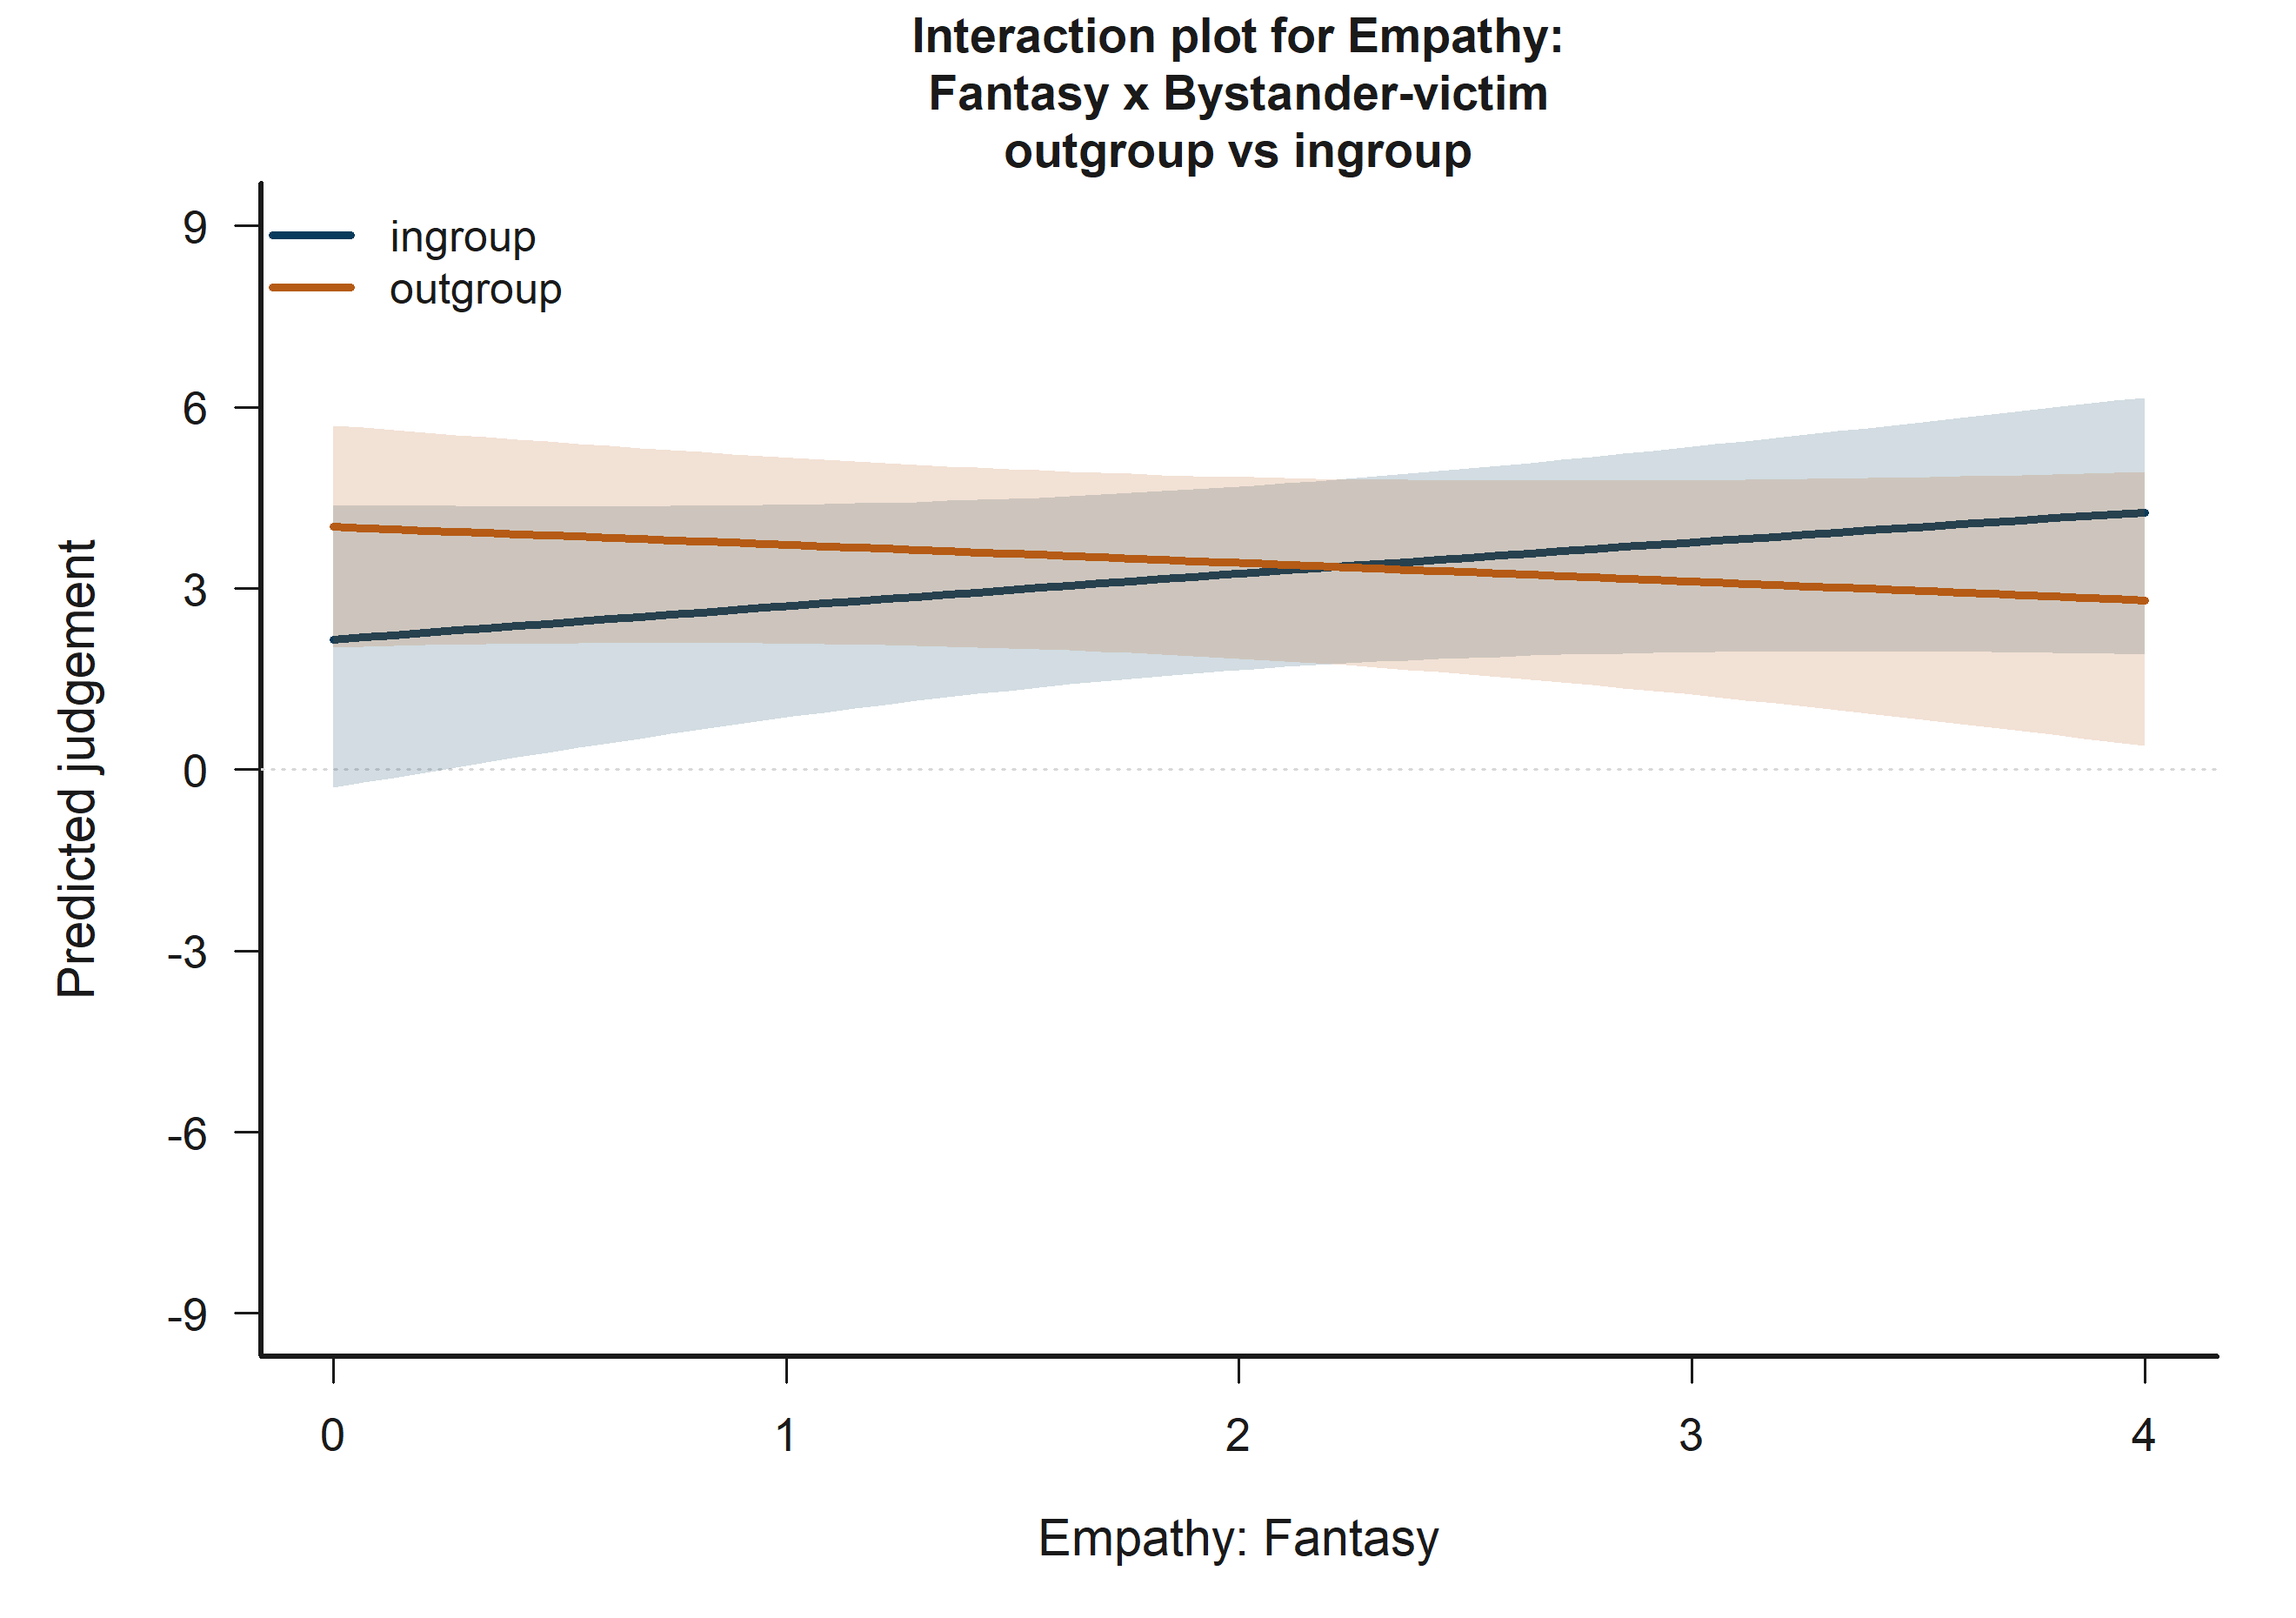 Interaction plot for Empathy:
Fantasy x Bystander-victim
outgroup vs ingroup
ingroup
outgroup
9
6
3
0
-3
-6
-9
Predicted judgement
0
1
2
3
4
Empathy: Fantasy